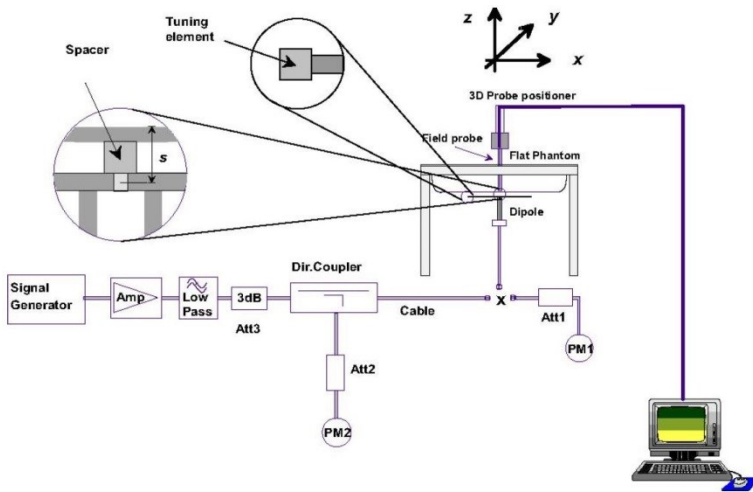 Tuning
element
Spacer
s
z
y
x
3D Probe positioner
Field probe
Flat Phantom
Dipole
Signal
Generator
Amp
Low
Pass
3dB
Att3
Dir.Coupler
Cable
x
Att1
PM1
Att2
PM2